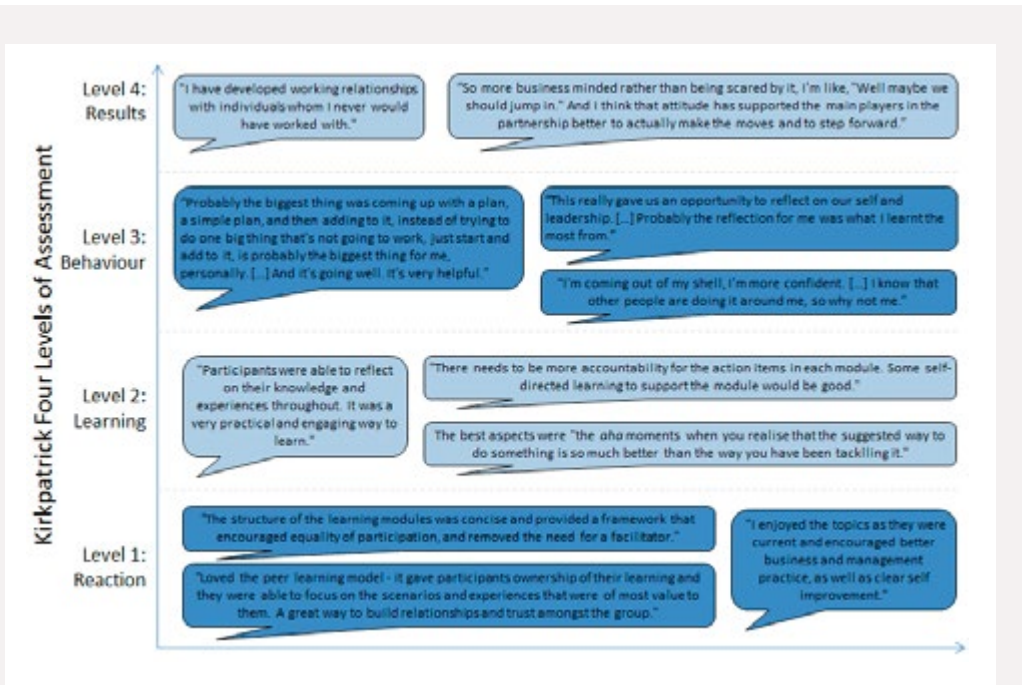 Kirkpatrick Four Levels of Assessment
Level 4:
Results
"I have developed working relationships
with individuals whom I never would
have worked with."
"So more business minded rather than being scared by it, I'm like, "Well maybe we
should jump in." And I think that attitude has supported the main players in the
partnership better to actually make the moves and to step forward."
Level 3:
Behaviour
"Probably the biggest thing was coming up with a plan,
a simple plan, and then adding to it, instead of trying to
do one big thing that's not going to work, just start and
add to it, is probably the biggest thing for me,
personally. [...] And it's going well. It's very helpful."
"This really gave us an opportunity to reflect on our self and
leadership. [...] Probably the reflection for me was what I learnt the
most from."
"I'm coming out of my shell, I'm more confident. [...] I know that
other people are doing it around me, so why not me."
Level 2:
Learning
"Participants were able to reflect
on their knowledge and
experiences throughout. It was a
very practical and engaging way to
learn."
"There needs to be more accountability for the action items in each module. Some self-
directed learning to support the module would be good."
The best aspects were "the aha moments when you realise that the suggested way to
do something is so much better than the way you have been tacklling it."
Level 1:
Reaction
"The structure of the learning modules was concise and provided a framework that
encouraged equality of participation, and removed the need for a facilitator."
"Loved the peer learning model - it gave participants ownership of their learning and
they were able to focus on the scenarios and experiences that were of most value to
them. A great way to build relationships and trust amongst the group."
"I enjoyed the topics as they were
current and encouraged better
business and management
practice, as well as clear self
improvement."